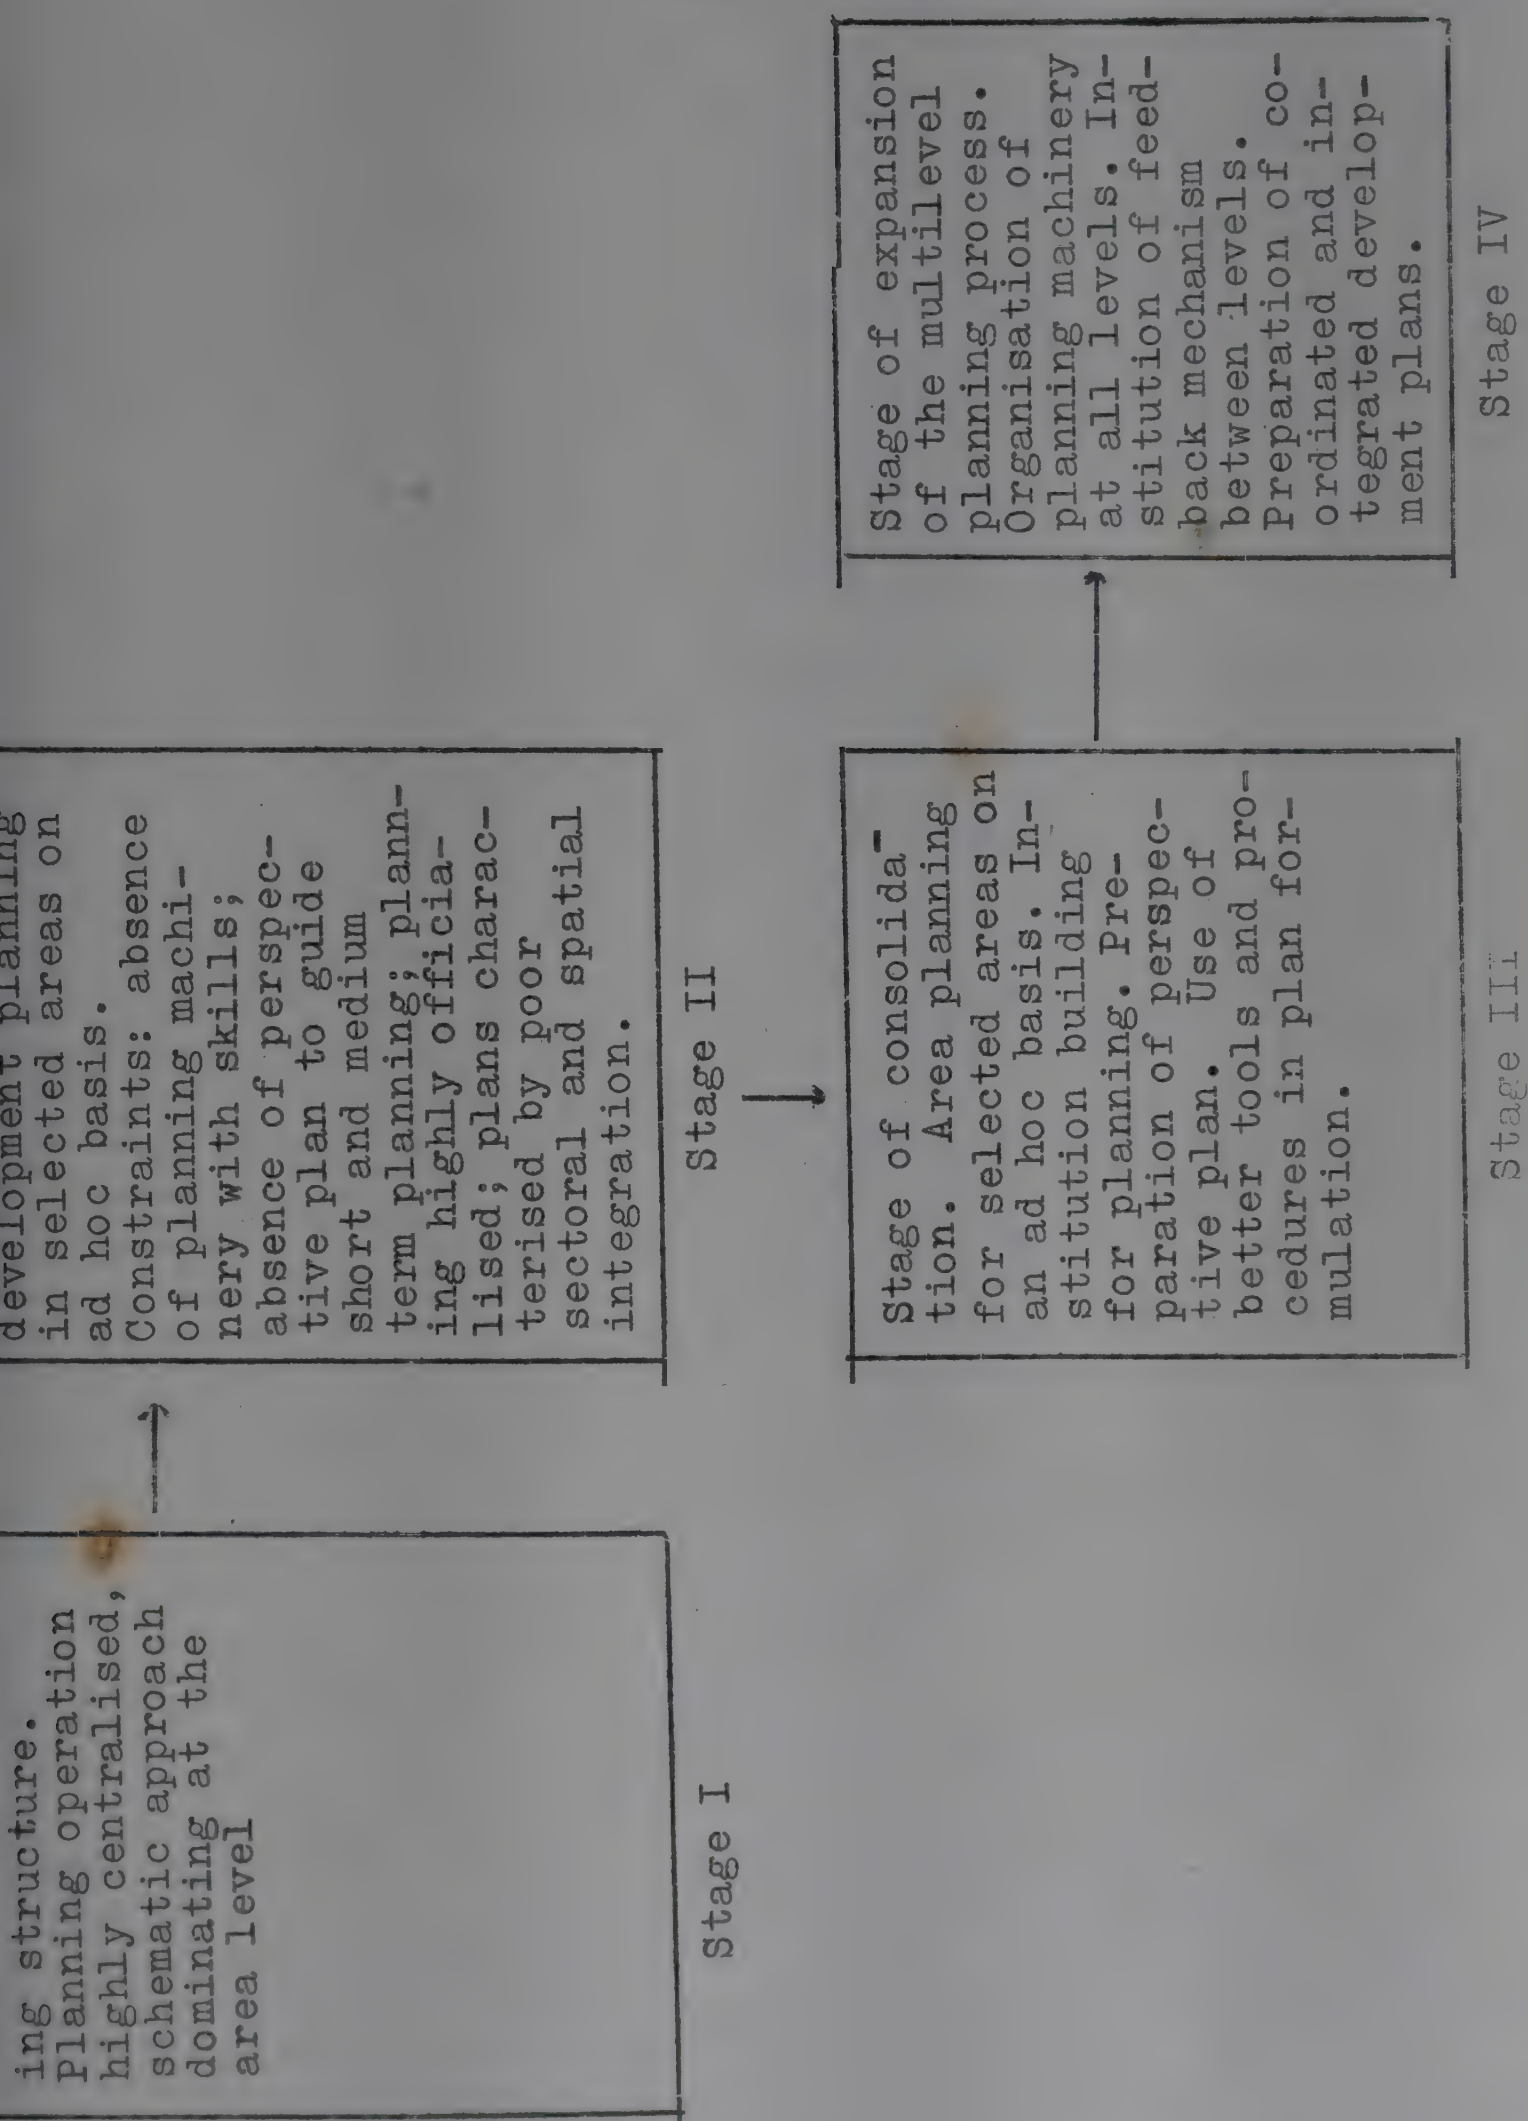 ing structure.
Planning operation
highly centralised,
schematic approach
dominating at the
area level
Stage I
development planning
in selected areas on
ad hoc basis.
Constraints: absence
of planning machi-
nery with skills;
absence of perspec-
tive plan to guide
short and medium
term planning; plann-
ing highly officia-
lised; plans charac-
terised by poor
sectoral and spatial
integration.
Stage II
Stage of consolida-
tion. Area planning
for selected areas on
an ad hoc basis. In-
stitution building
for planning. Pre-
paration of perspec-
tive plan. Use of
better tools and pro-
cedures in plan for-
mulation.
Stage III
Stage of expansion
of the multilevel
planning process.
Organisation of
planning machinery
at all levels. In-
stitution of feed-
back mechanism
between levels.
Preparation of co-
ordinated and in-
tegrated develop-
ment plans.
Stage IV